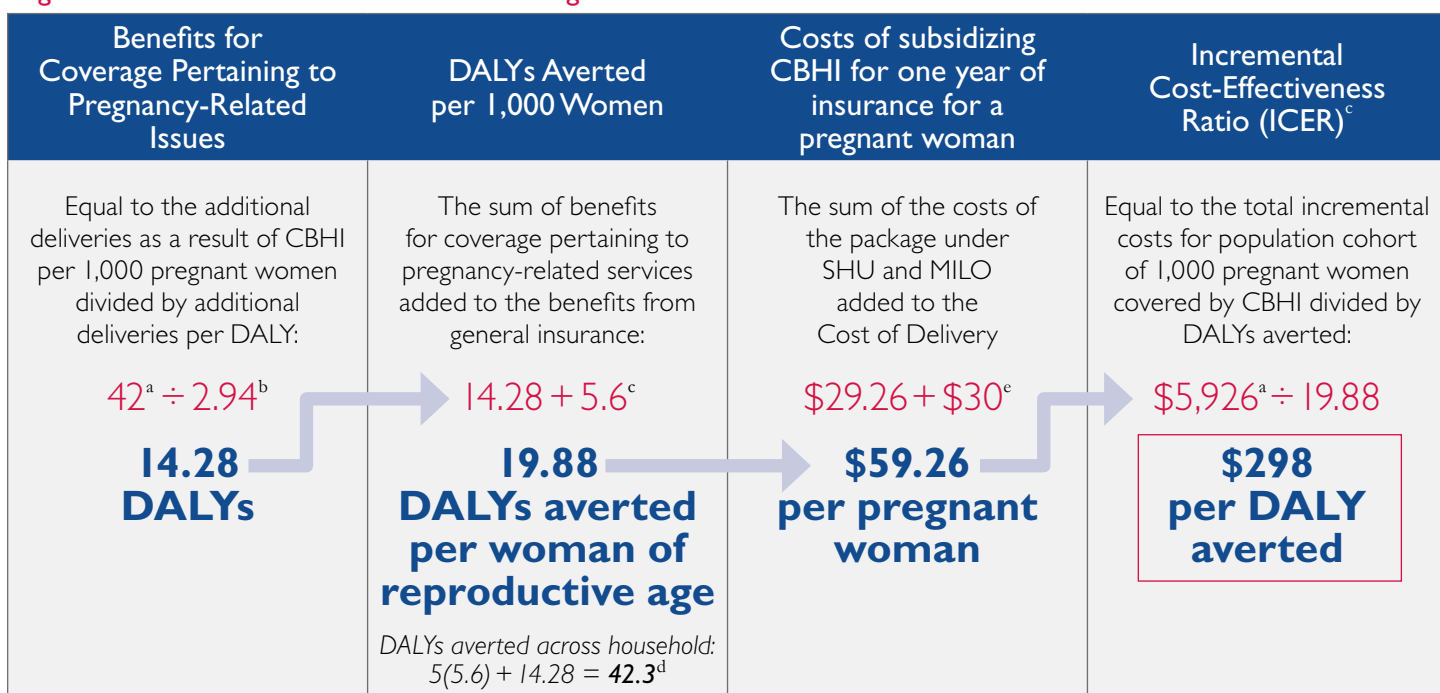 Benefits for
Coverage Pertaining to
Pregnancy-Related
Issues
DALYs Averted
per 1,000 Women
Costs of subsidizing
CBHI for one year of
insurance for a
pregnant woman
Incremental
Cost-Effectiveness
Ratio (ICER)c
Equal to the additional
deliveries as a result of CBHI
per 1,000 pregnant women
divided by additional
deliveries per DALY:
42a ÷ 2.94b
14.28
DALYs
The sum of benefits
for coverage pertaining to
pregnancy-related services
added to the benefits from
general insurance:
14.28 + 5.6c
19.88
DALYs averted
per woman of
reproductive age
DALYs averted across household:
5(5.6) + 14.28 = 42.3d
The sum of the costs of
the package under
SHU and MILO
added to the
Cost of Delivery
$29.26 + $30e
$59.26
per pregnant
woman
Equal to the total incremental
costs for population cohort
of 1,000 pregnant women
covered by CBHI divided by
DALYs averted:
$5,926a ÷ 19.88
$298
per DALY
averted